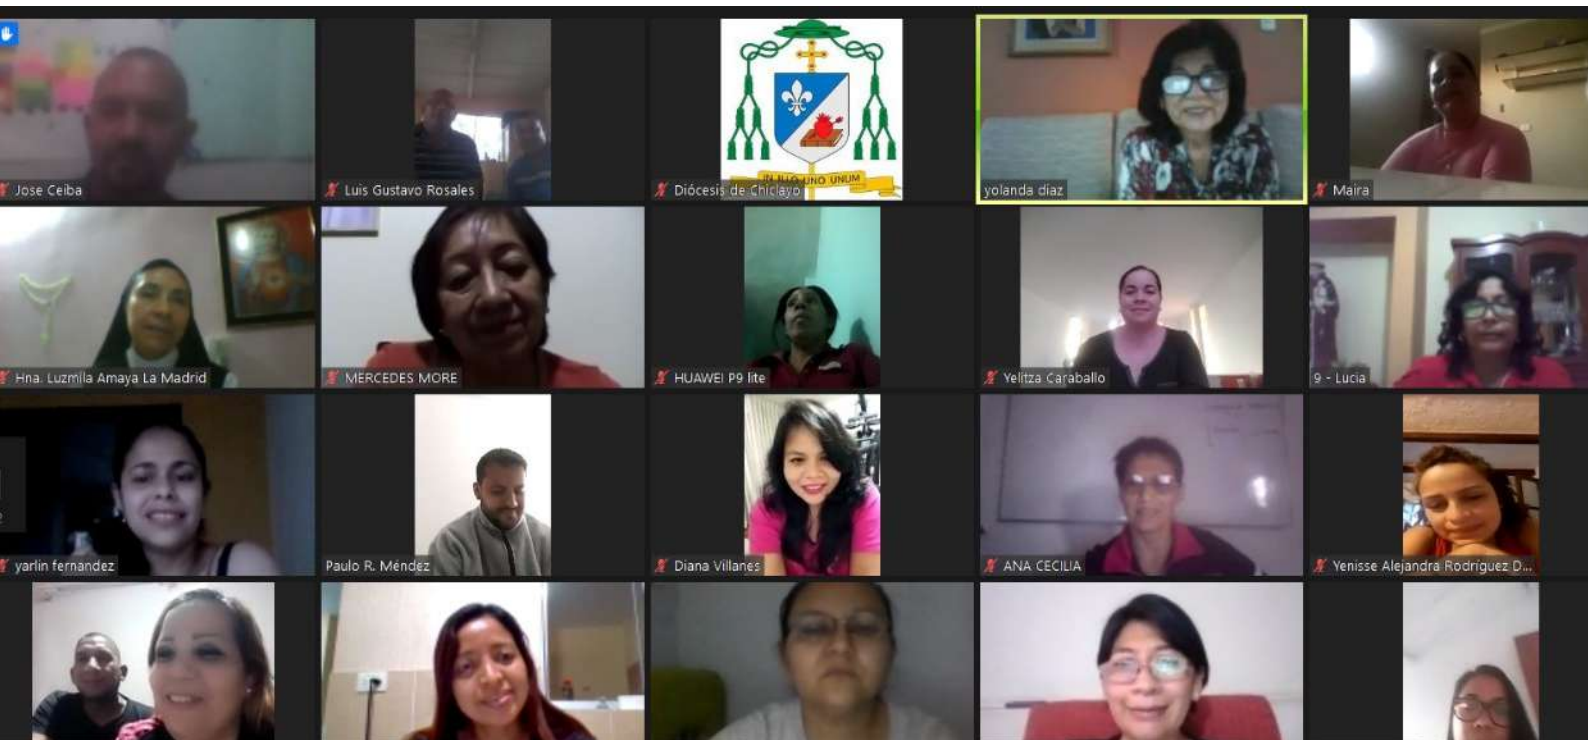 Jose Ceiba
Luis Gustavo Rosales
IN ILLO UNO UNUM
Diócesis de Chiclayo
yolanda diaz
Maira
Hna. Luzmila Amaya La Madrid
MERCEDES MORE
HUAWEI P9 lite
Yelitza Caraballo
9 - Lucia
yarlin fernandez
Paulo R. Méndez
Diana Villanes
ANA CECILIA
Yenisse Alejandra Rodríguez D...